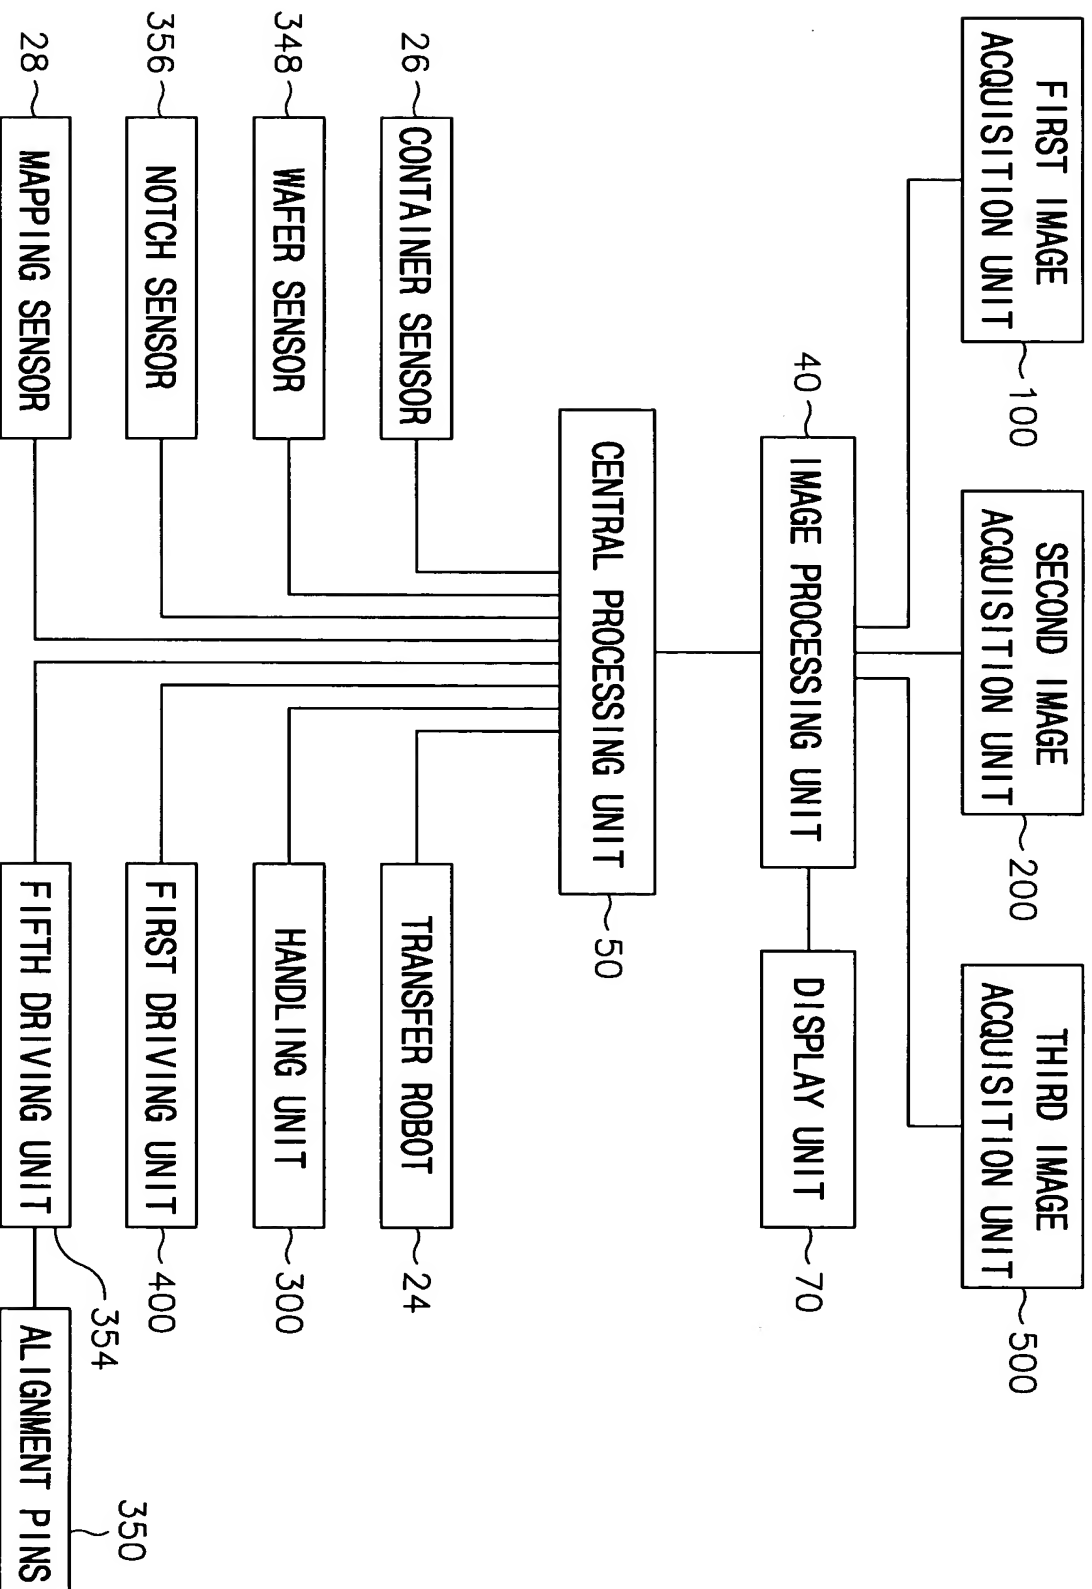 FIRST IMAGE
ACQUISITION UNIT
100
SECOND IMAGE
ACQUISITION UNIT
200
THIRD IMAGE
ACQUISITION UNIT
500
40
IMAGE PROCESSING UNIT
DISPLAY UNIT
70
CENTRAL PROCESSING UNIT
50
26
CONTAINER SENSOR
TRANSFER ROBOT
24
348
WAFER SENSOR
HANDLING UNIT
300
356
NOTCH SENSOR
FIRST DRIVING UNIT
400
28
MAPPING SENSOR
FIFTH DRIVING UNIT
354
ALIGNMENT PINS
350